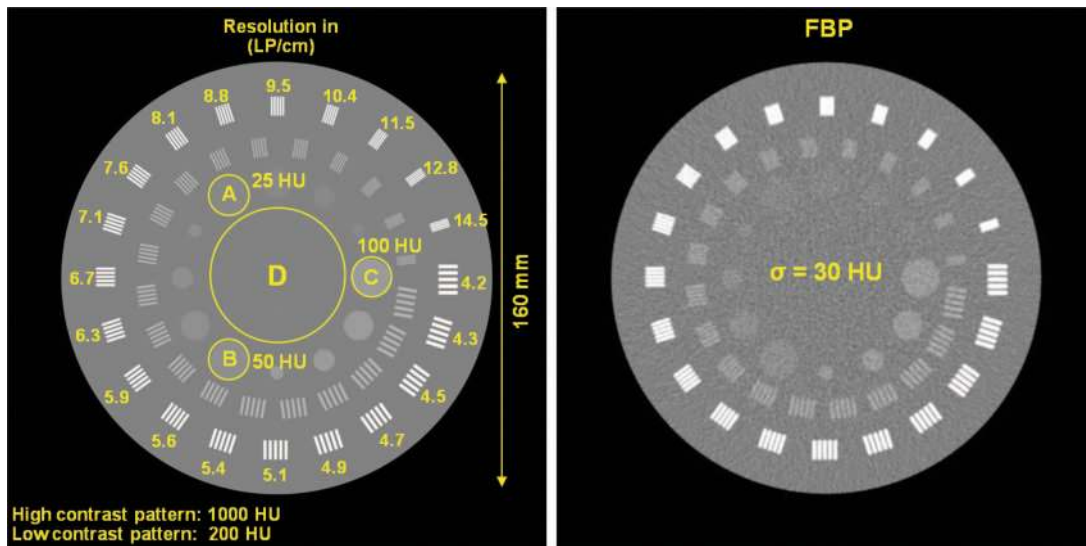 Resolution in
(LP/cm)
9.5
10.4
11.5
12.8
14.5
4.2
4.3
4.5
4.7
4.9
5.1
5.4
5.6
5.9
6.3
6.7
7.1
7.6
8.1
8.8
A
25 HU
100 HU
C
D
B
50 HU
160 mm
High contrast pattern: 1000 HU
Low contrast pattern: 200 HU
FBP
σ = 30 HU